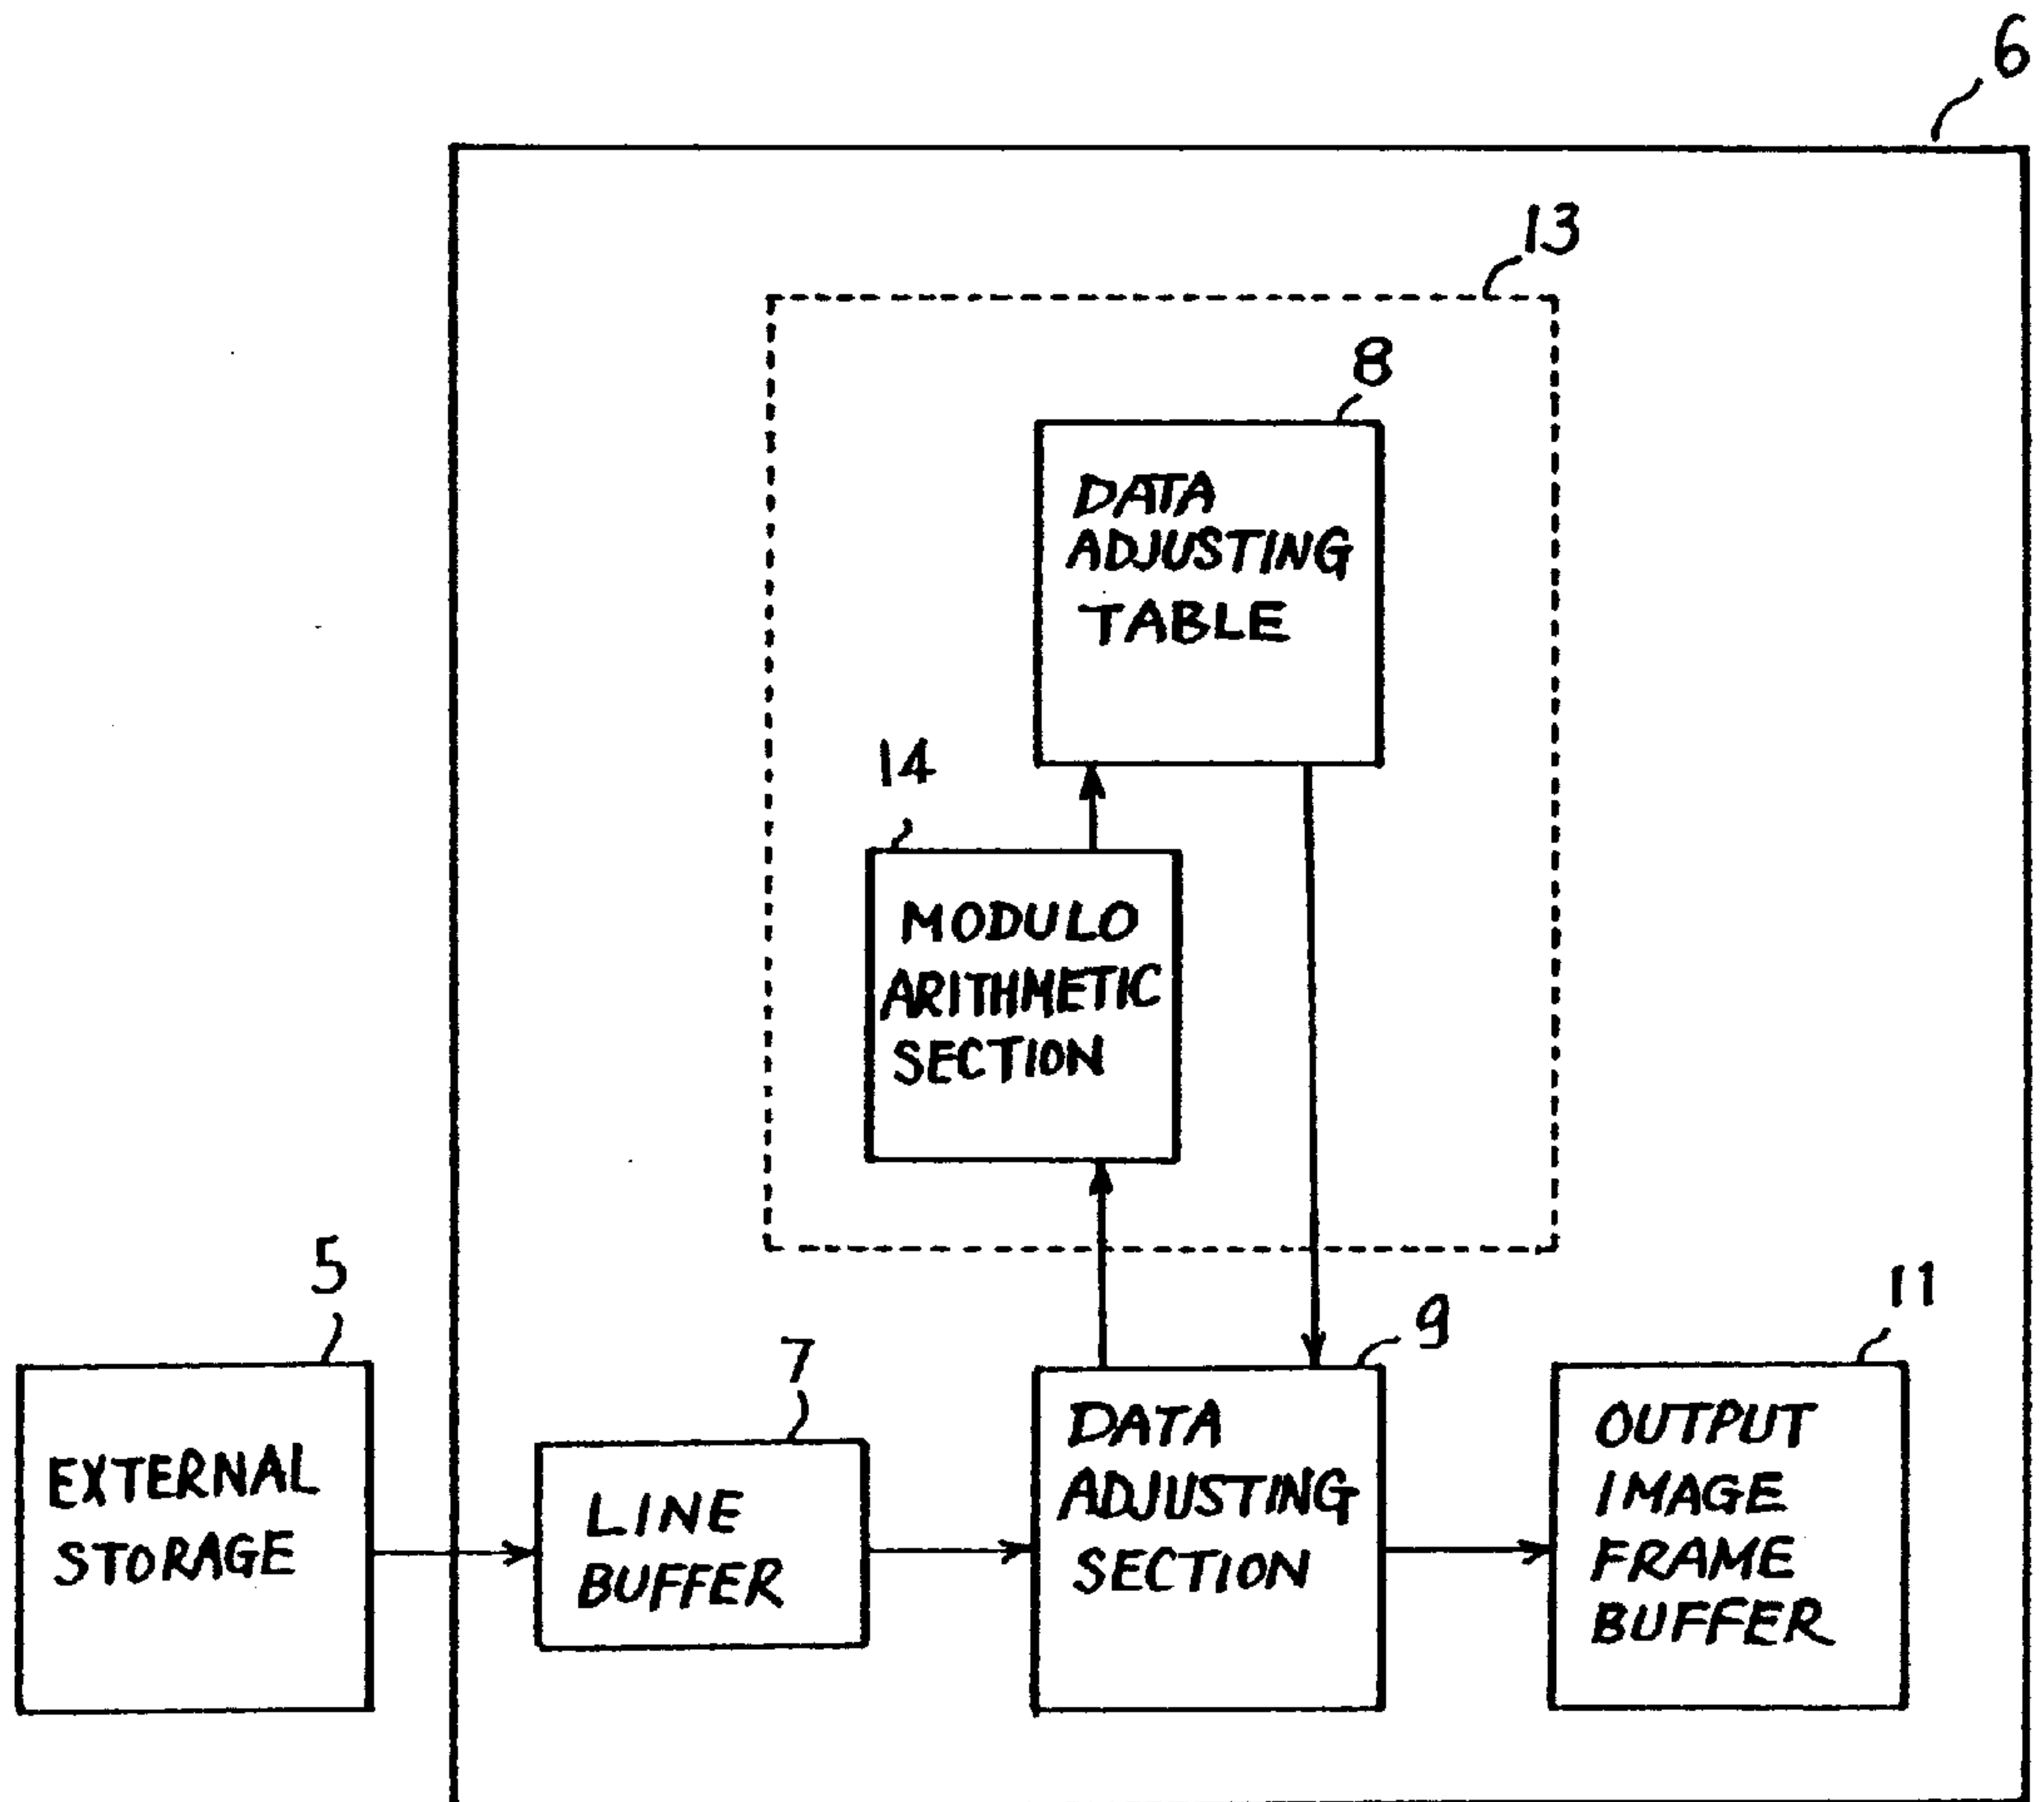 6
13
8
DATA
ADJUSTING
TABLE
14
MODULO
ARITHMETIC
SECTION
5
EXTERNAL
STORAGE
7
LINE
BUFFER
9
DATA
ADJUSTING
SECTION
11
OUTPUT
IMAGE
FRAME
BUFFER